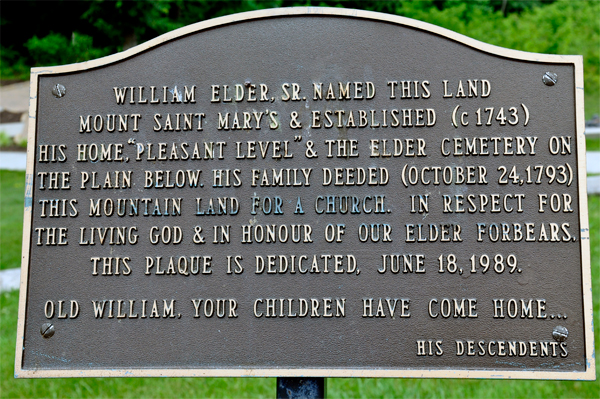 WILLIAM ELDER, SR. NAMED THIS LAND
MOUNT SAINT MARY'S & ESTABLISHED (c1743)
HIS HOME, "PLEASANT LEVEL" & THE ELDER CEMETERY ON
THE PLAIN BELOW. HIS FAMILY DEEDED (OCTOBER 24, 1793)
THIS MOUNTAIN LAND FOR A CHURCH. IN RESPECT FOR
THE LIVING GOD & IN HONOUR OF OUR ELDER FORBEARS.
THIS PLAQUE IS DEDICATED, JUNE 18, 1989.
OLD WILLIAM, YOUR CHILDREN HAVE COME HOME...
HIS DESCENDENTS